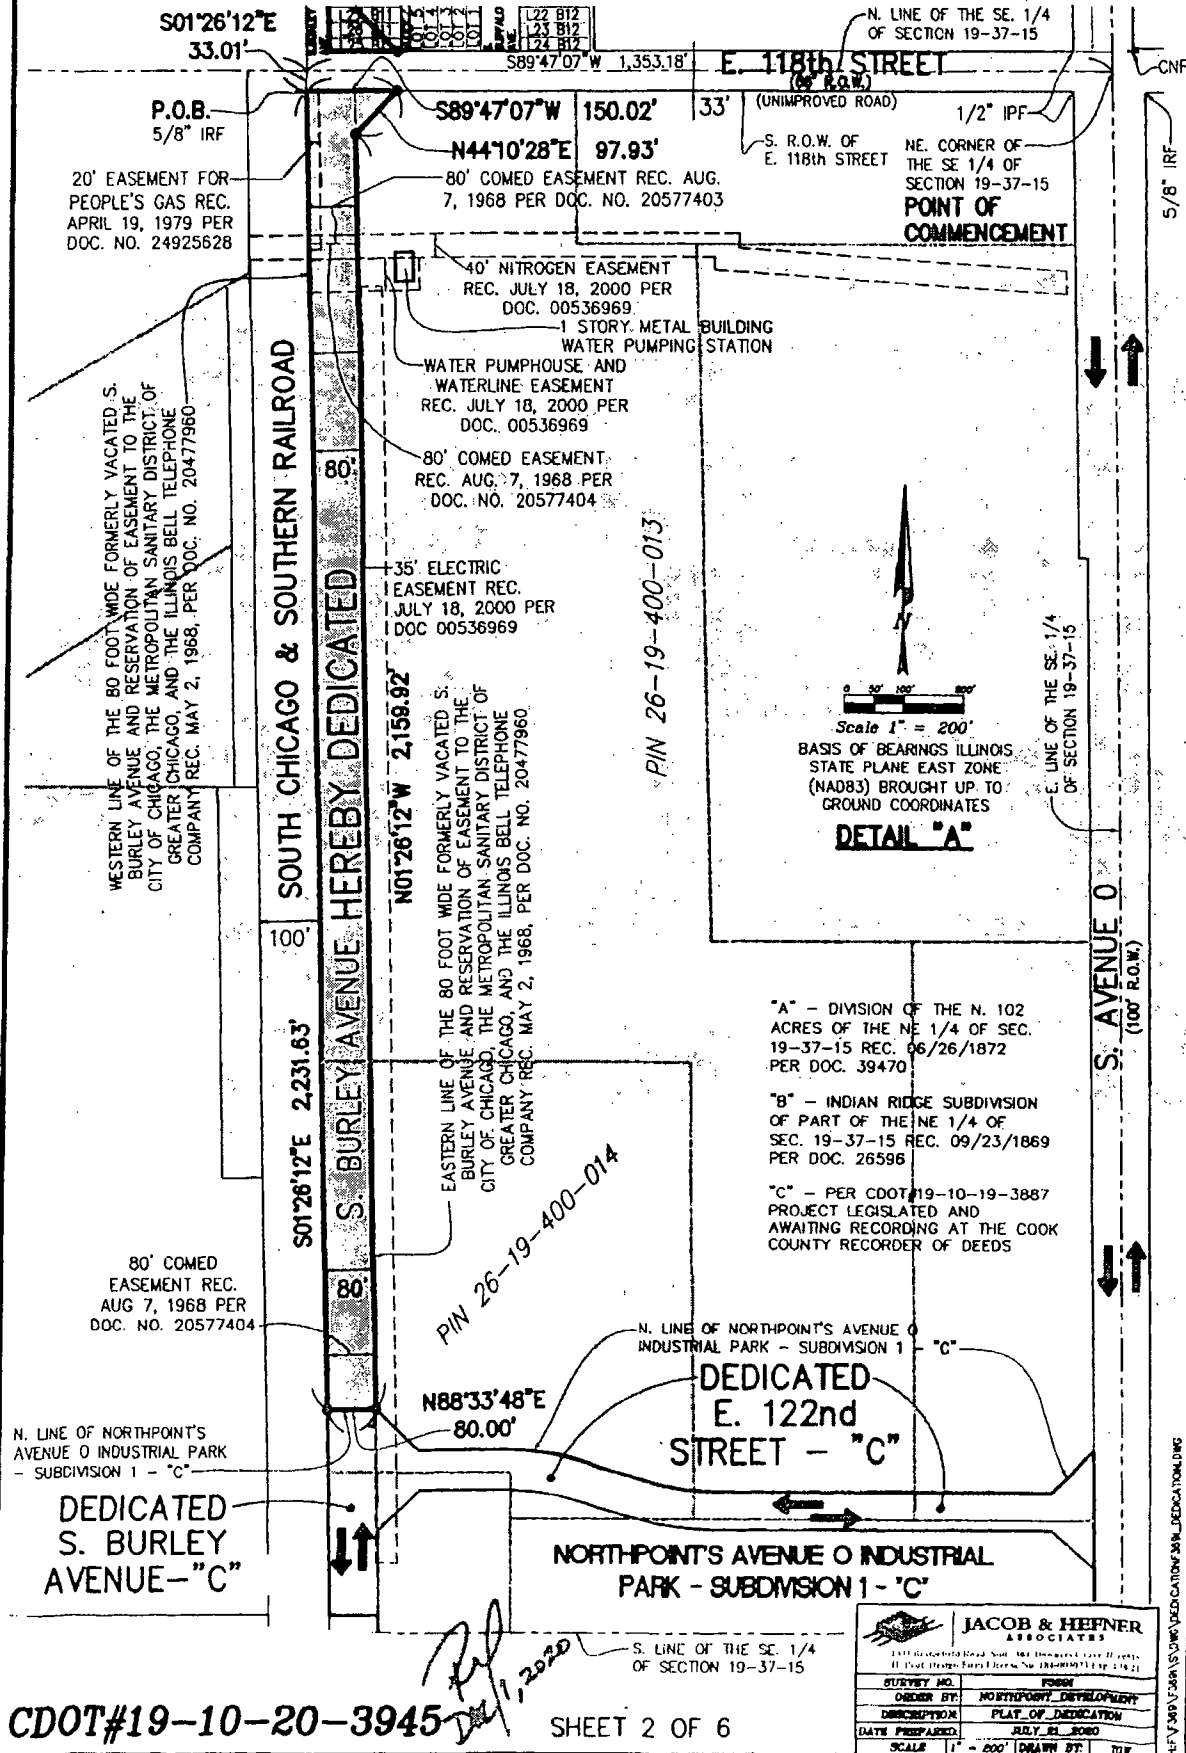 S01°26'12"E
33.01'
L22 B12
L23 B12
L24 B12
N. LINE OF THE SE. 1/4
OF SECTION 19-37-15
S89°47'07"W 1,353.18'
E. 118th STREET
(66' R.O.W.)
(UNIMPROVED ROAD)
P.O.B.
5/8" IRF
S89°47'07"W 150.02'
33'
1/2" IPF
5/8" IRF
N44°10'28"E 97.93'
S. R.O.W. OF
E. 118th STREET
NE. CORNER OF
THE SE 1/4 OF
SECTION 19-37-15
POINT OF
COMMENCEMENT
20' EASEMENT FOR
PEOPLE'S GAS REC.
APRIL 19, 1979 PER
DOC. NO. 24925628
80' COMED EASEMENT REC. AUG.
7, 1968 PER DOC. NO. 20577403
40' NITROGEN EASEMENT
REC. JULY 18, 2000 PER
DOC. 00536969
1 STORY METAL BUILDING
WATER PUMPING STATION
WATER PUMPHOUSE AND
WATERLINE EASEMENT
REC. JULY 18, 2000 PER
DOC. 00536969
80' COMED EASEMENT
REC. AUG. 7, 1968 PER
DOC. NO. 20577404
35' ELECTRIC
EASEMENT REC.
JULY 18, 2000 PER
DOC 00536969
WESTERN LINE OF THE 80 FOOT WIDE FORMERLY VACATED S.
BURLEY AVENUE AND RESERVATION OF EASEMENT TO THE
CITY OF CHICAGO, THE METROPOLITAN SANITARY DISTRICT OF
GREATER CHICAGO, AND THE ILLINOIS BELL TELEPHONE
COMPANY REC. MAY 2, 1968, PER DOC. NO. 20477960
SOUTH CHICAGO & SOUTHERN RAILROAD
100'
80'
S. BURLEY AVENUE HEREBY DEDICATED
80'
N01°26'12"W 2,159.92'
S01°26'12"E 2,231.63'
EASTERN LINE OF THE 80 FOOT WIDE FORMERLY VACATED S.
BURLEY AVENUE AND RESERVATION OF EASEMENT TO THE
CITY OF CHICAGO, THE METROPOLITAN SANITARY DISTRICT OF
GREATER CHICAGO, AND THE ILLINOIS BELL TELEPHONE
COMPANY REC. MAY 2, 1968, PER DOC. NO. 20477960
PIN 26-19-400-013
PIN 26-19-400-014
N
0 50' 100'
Scale 1" = 200'
BASIS OF BEARINGS ILLINOIS
STATE PLANE EAST ZONE
(NAD83) BROUGHT UP TO
GROUND COORDINATES
DETAIL "A"
E. LINE OF THE SE. 1/4
OF SECTION 19-37-15
S. AVENUE O
(100' R.O.W.)
"A" - DIVISION OF THE N. 102
ACRES OF THE NE 1/4 OF SEC.
19-37-15 REC. 06/26/1872
PER DOC. 39470
"B" - INDIAN RIDGE SUBDIVISION
OF PART OF THE NE 1/4 OF
SEC. 19-37-15 REC. 09/23/1869
PER DOC. 26596
"C" - PER CDOT#19-10-19-3887
PROJECT LEGISLATED AND
AWAITING RECORDING AT THE COOK
COUNTY RECORDER OF DEEDS
80' COMED
EASEMENT REC.
AUG 7, 1968 PER
DOC. NO. 20577404
N. LINE OF NORTHPOINT'S AVENUE O
INDUSTRIAL PARK - SUBDIVISION 1 - "C"
N88°33'48"E
80.00'
DEDICATED
E. 122nd
STREET - "C"
N. LINE OF NORTHPOINT'S
AVENUE O INDUSTRIAL PARK
- SUBDIVISION 1 - "C"
DEDICATED
S. BURLEY
AVENUE-"C"
NORTHPOINT'S AVENUE O INDUSTRIAL
PARK - SUBDIVISION 1 - "C"
S. LINE OF THE SE. 1/4
OF SECTION 19-37-15
JACOB & HEFNER
ASSOCIATES
SURVEY NO.
ORDER BY: NORTHPOINT DEVELOPMENT
DESCRIPTION: PLAT OF DEDICATION
DATE PREPARED: JULY 21, 2020
SCALE 1" = 200' DRAWN BY:
CDOT#19-10-20-3945
SHEET 2 OF 6